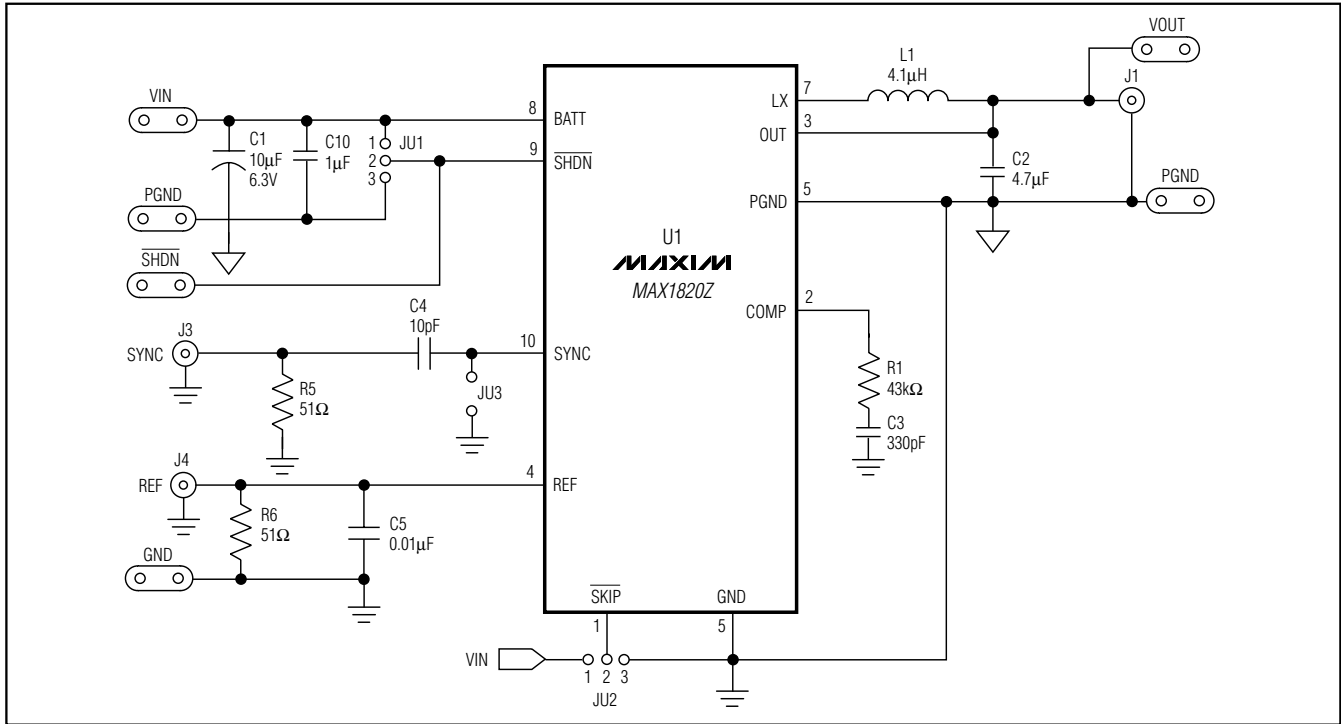 VOUT
L1
4.1μH
J1
7
LX
VIN
8
BATT
C1
10μF
6.3V
C10
1μF
1
2
3
JU1
9
SHDN
3
OUT
C2
4.7μF
PGND
5
PGND
PGND
SHDN
U1
MAXIM
MAX1820Z
2
COMP
C4
10pF
J3
SYNC
10
SYNC
R5
51Ω
JU3
R1
43kΩ
C3
330pF
J4
REF
4
REF
R6
51Ω
C5
0.01μF
GND
SKIP
GND
1
5
VIN
1 2 3
JU2